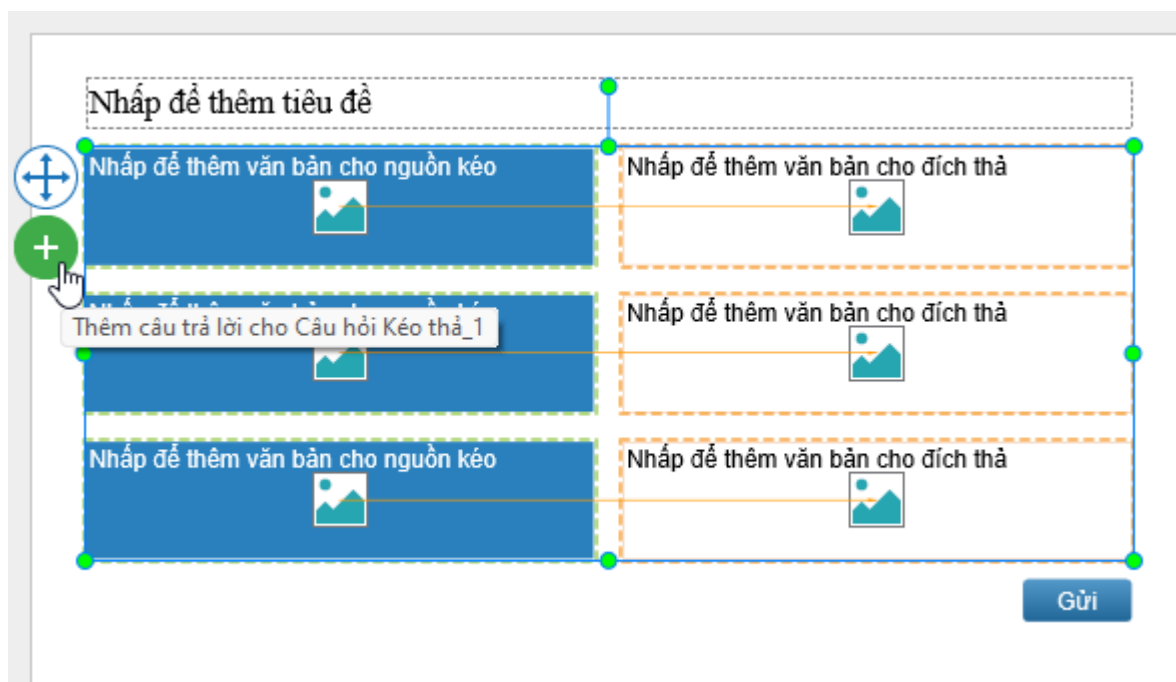 Nhấp để thêm tiêu đề
Nhấp để thêm văn bản cho nguồn kéo
Nhấp để thêm văn bản cho đích thả
Nhấp để thêm văn bản cho đích thả
Thêm câu trả lời cho Câu hỏi Kéo thả_1
Nhấp để thêm văn bản cho nguồn kéo
Nhấp để thêm văn bản cho đích thả
Gửi